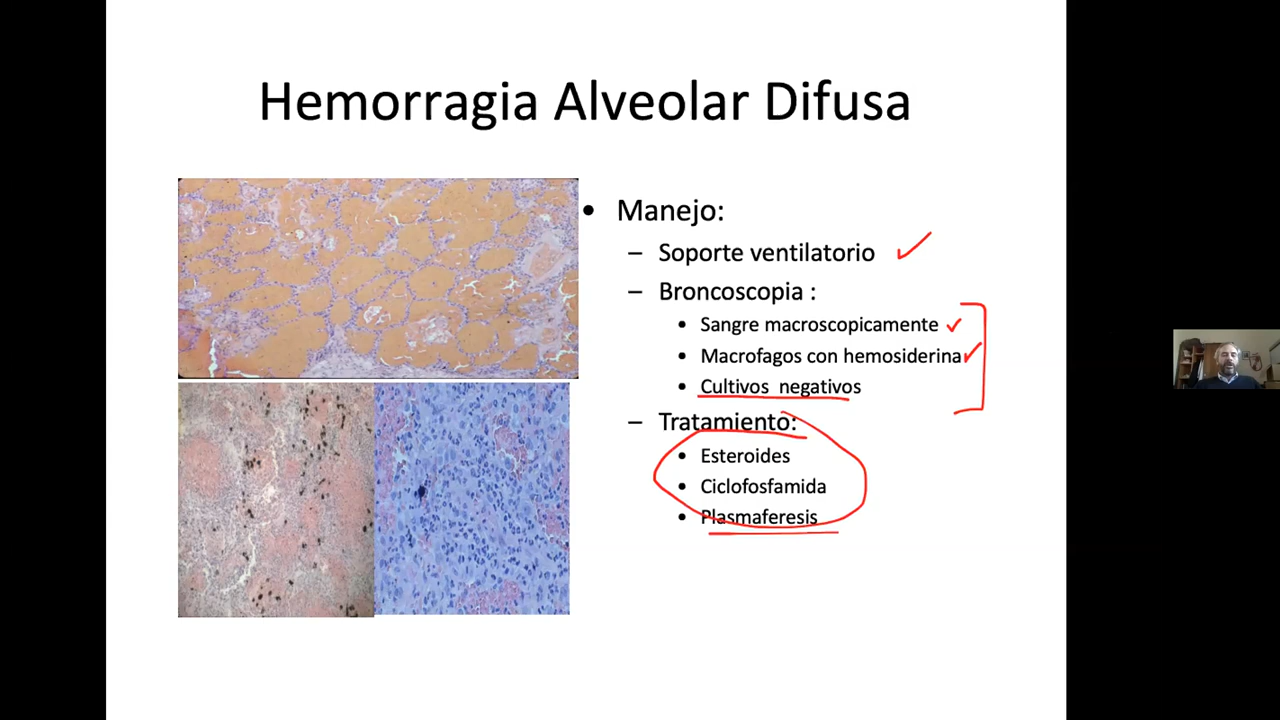 Hemorragia Alveolar Difusa
• Manejo:
– Soporte ventilatorio
– Broncoscopia :
• Sangre macroscopicamente
• Macrofagos con hemosiderina
• Cultivos negativos
– Tratamiento:
• Esteroides
• Ciclofosfamida
• Plasmaferesis